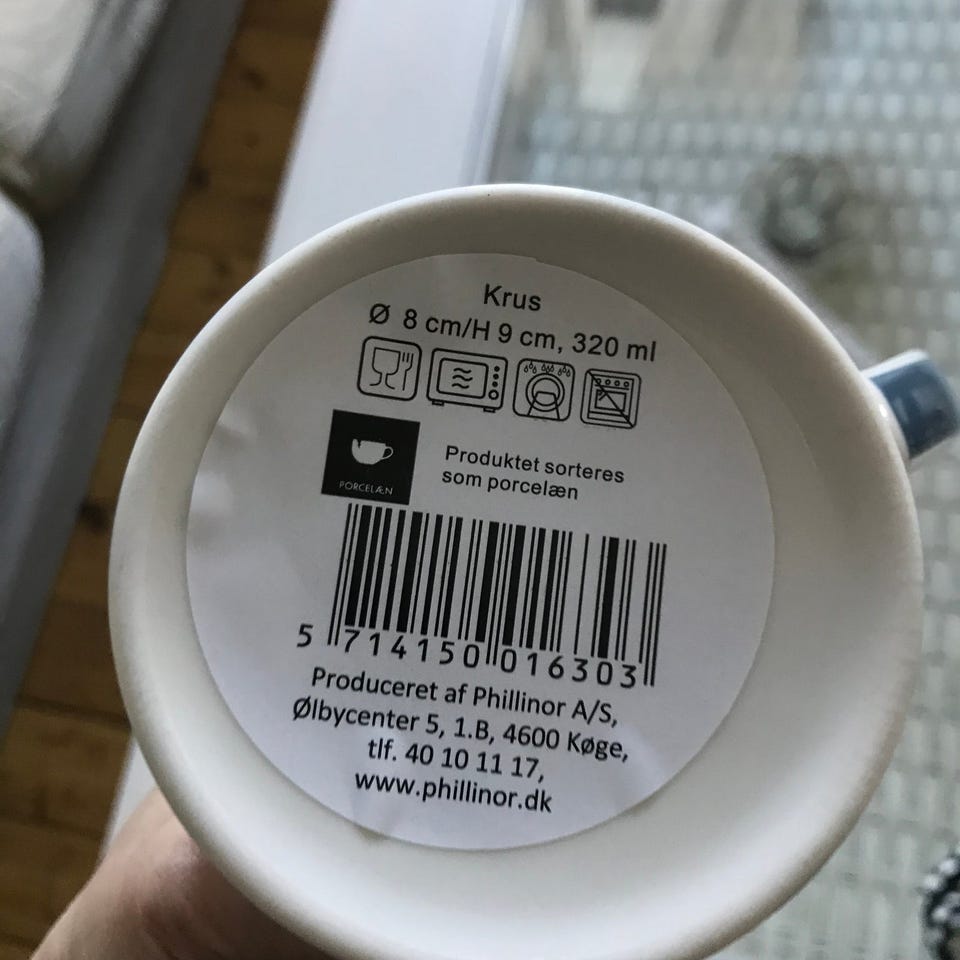 Krus
Ø 8 cm/H 9 cm, 320 ml
PORCELÆN
Produktet sorteres
som porcelæn
5 714150 016303
Produceret af Phillinor A/S,
Ølbycenter 5, 1.B, 4600 Køge,
tlf. 40 10 11 17,
www.phillinor.dk